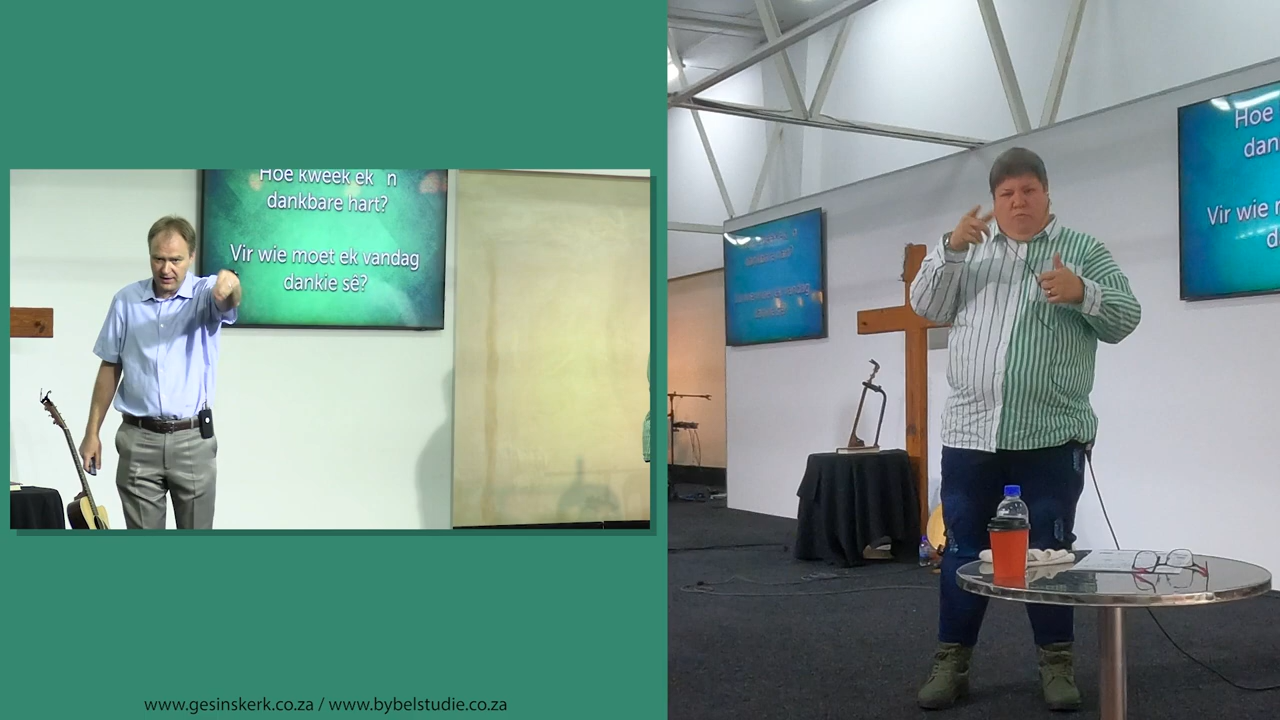 Hoe kweek ek n
dankbare hart?
Vir wie moet ek vandag
dankie sê?
www.gesinskerk.co.za / www.bybelstudie.co.za
Hoe
dan
Vir wie
d